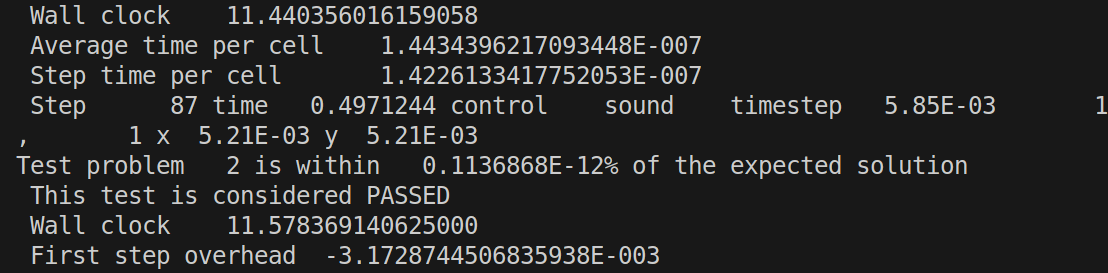 Wall clock    11.440356016159058
Average time per cell    1.4434396217093448E-007
Step time per cell       1.4226133417752053E-007
Step      87 time   0.4971244 control    sound    timestep   5.85E-03       1
,       1 x  5.21E-03 y  5.21E-03
Test problem   2 is within   0.1136868E-12% of the expected solution
This test is considered PASSED
Wall clock    11.578369140625000
First step overhead  -3.1728744506835938E-003